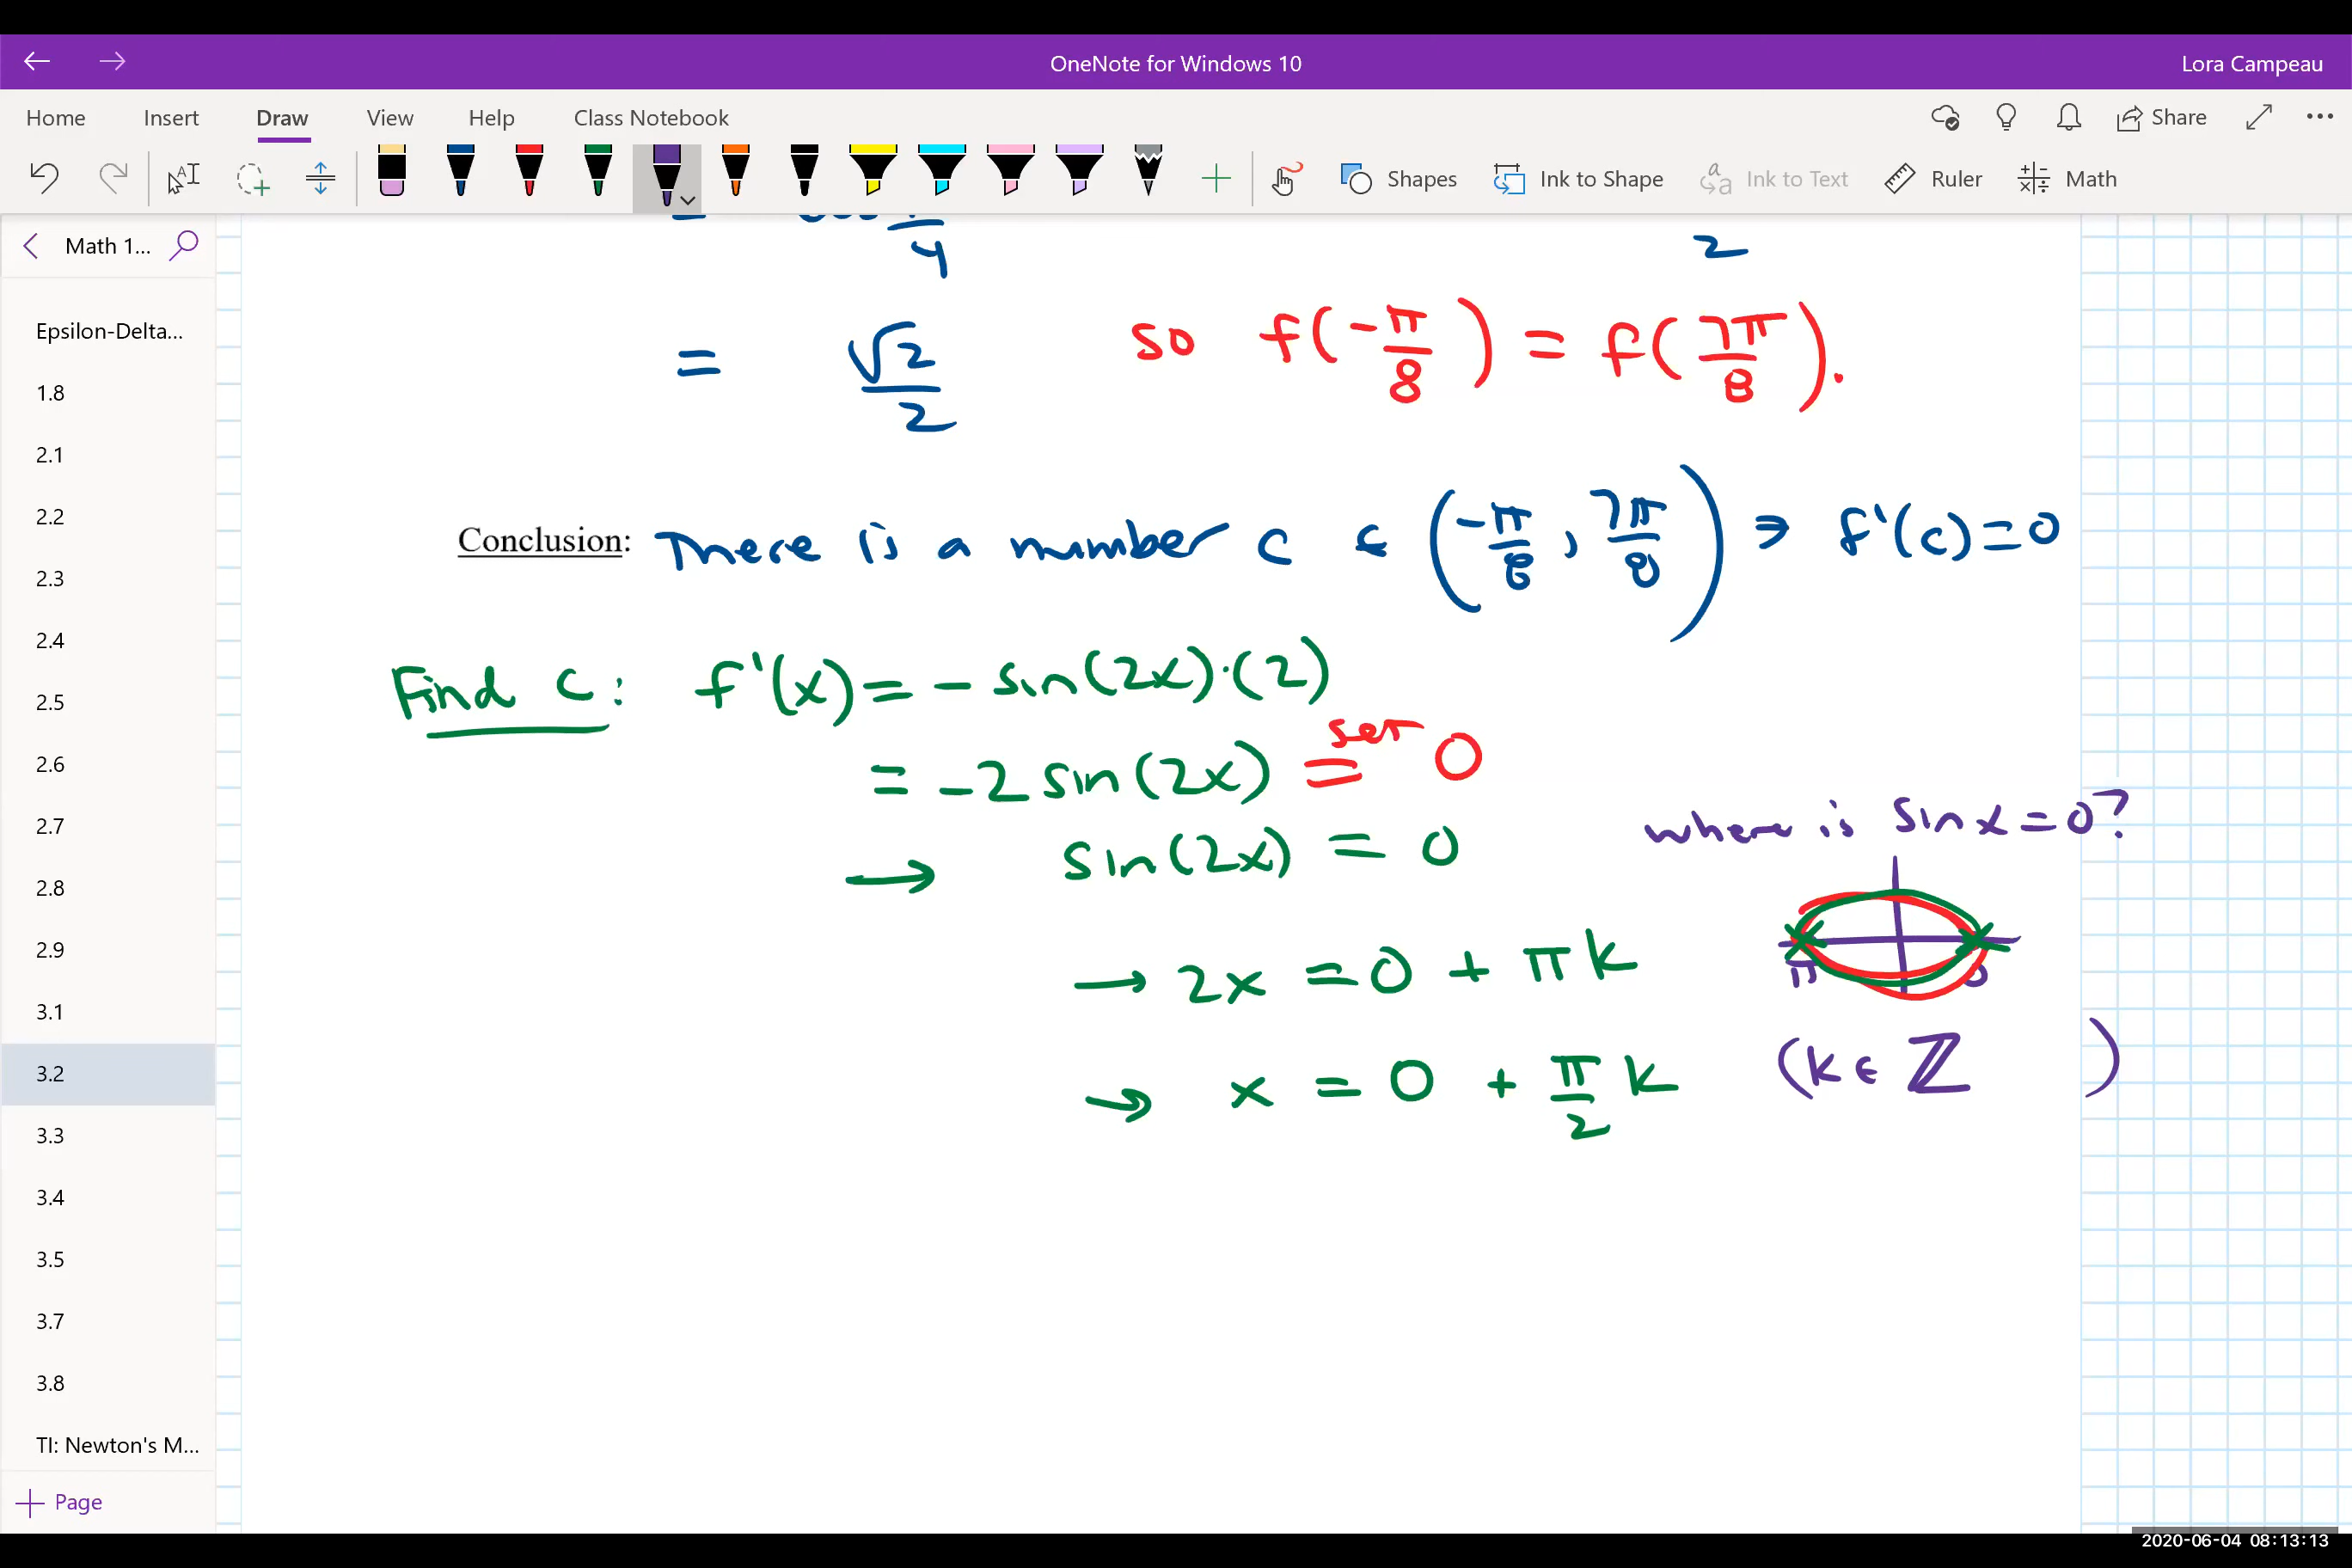 OneNote for Windows 10
Lora Campeau
Home Insert Draw View Help Class Notebook
Share
Shapes Ink to Shape Ink to Text Ruler Math
Math 1...
Epsilon-Delta...
1.8
2.1
2.2
2.3
2.4
2.5
2.6
2.7
2.8
2.9
3.1
3.2
3.3
3.4
3.5
3.7
3.8
TI: Newton's M...
Page
4
2
= √2/2
so f(-π/8) = f(7π/8).
Conclusion: There is a number c ∈ (-π/8, 7π/8) ∋ f'(c)=0
Find c: f'(x) = - sin(2x)·(2)
= -2 sin(2x) = set 0
→ sin(2x) = 0
where is sin x = 0?
π 0
→ 2x = 0 + πk
→ x = 0 + π/2 k (k ∈ ℤ )
2020-06-04 08:13:13